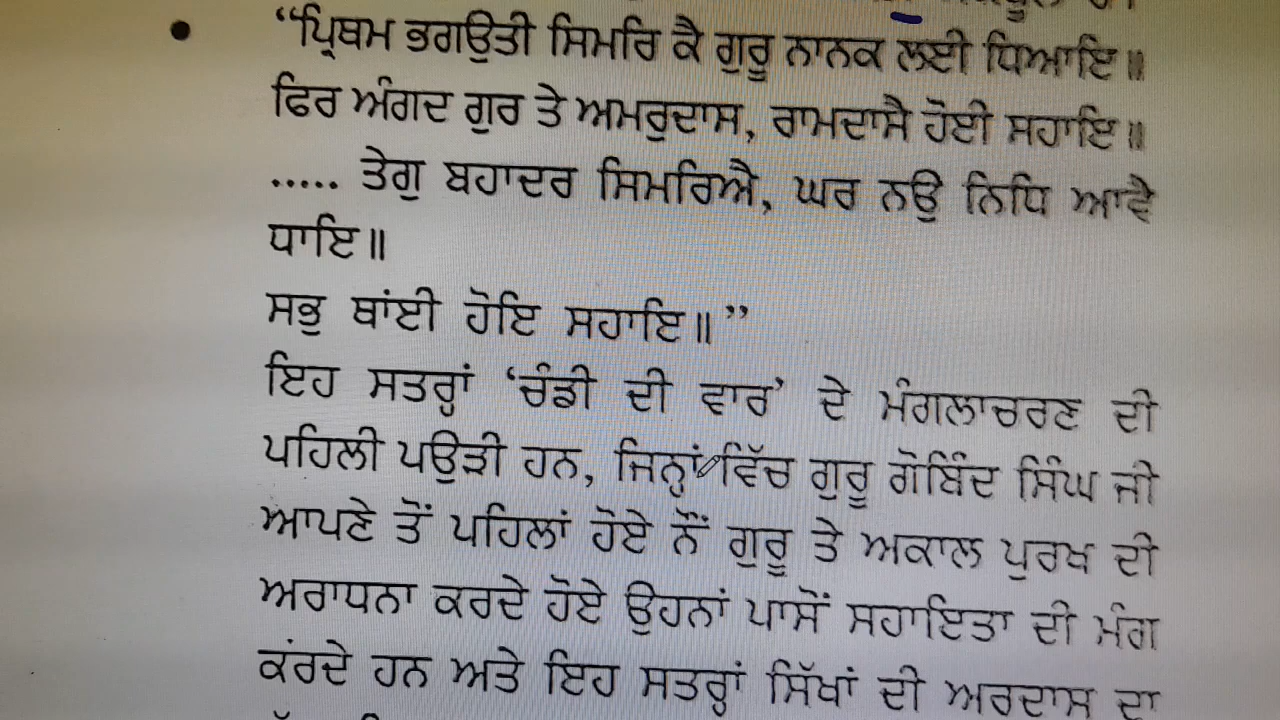 “ਪ੍ਰਿਥਮ ਭਗਉਤੀ ਸਿਮਰਿ ਕੈ ਗੁਰੂ ਨਾਨਕ ਲਈ ਧਿਆਇ॥
ਫਿਰ ਅੰਗਦ ਗੁਰ ਤੇ ਅਮਰੁਦਾਸ, ਰਾਮਦਾਸੈ ਹੋਈ ਸਹਾਇ॥
..... ਤੇਗੁ ਬਹਾਦਰ ਸਿਮਰਿਐ, ਘਰ ਨਉ ਨਿਧਿ ਆਵੈ
ਧਾਇ॥
ਸਭੁ ਥਾਂਈ ਹੋਇ ਸਹਾਇ॥”
ਇਹ ਸਤਰ੍ਹਾਂ ‘ਚੰਡੀ ਦੀ ਵਾਰ’ ਦੇ ਮੰਗਲਾਚਰਣ ਦੀ
ਪਹਿਲੀ ਪਉੜੀ ਹਨ, ਜਿਨ੍ਹਾਂ ਵਿੱਚ ਗੁਰੂ ਗੋਬਿੰਦ ਸਿੰਘ ਜੀ
ਆਪਣੇ ਤੋਂ ਪਹਿਲਾਂ ਹੋਏ ਨੌਂ ਗੁਰੂ ਤੇ ਅਕਾਲ ਪੁਰਖ ਦੀ
ਅਰਾਧਨਾ ਕਰਦੇ ਹੋਏ ਉਹਨਾਂ ਪਾਸੋਂ ਸਹਾਇਤਾ ਦੀ ਮੰਗ
ਕੰਰਦੇ ਹਨ ਅਤੇ ਇਹ ਸਤਰ੍ਹਾਂ ਸਿੱਖਾਂ ਦੀ ਅਰਦਾਸ ਦਾ